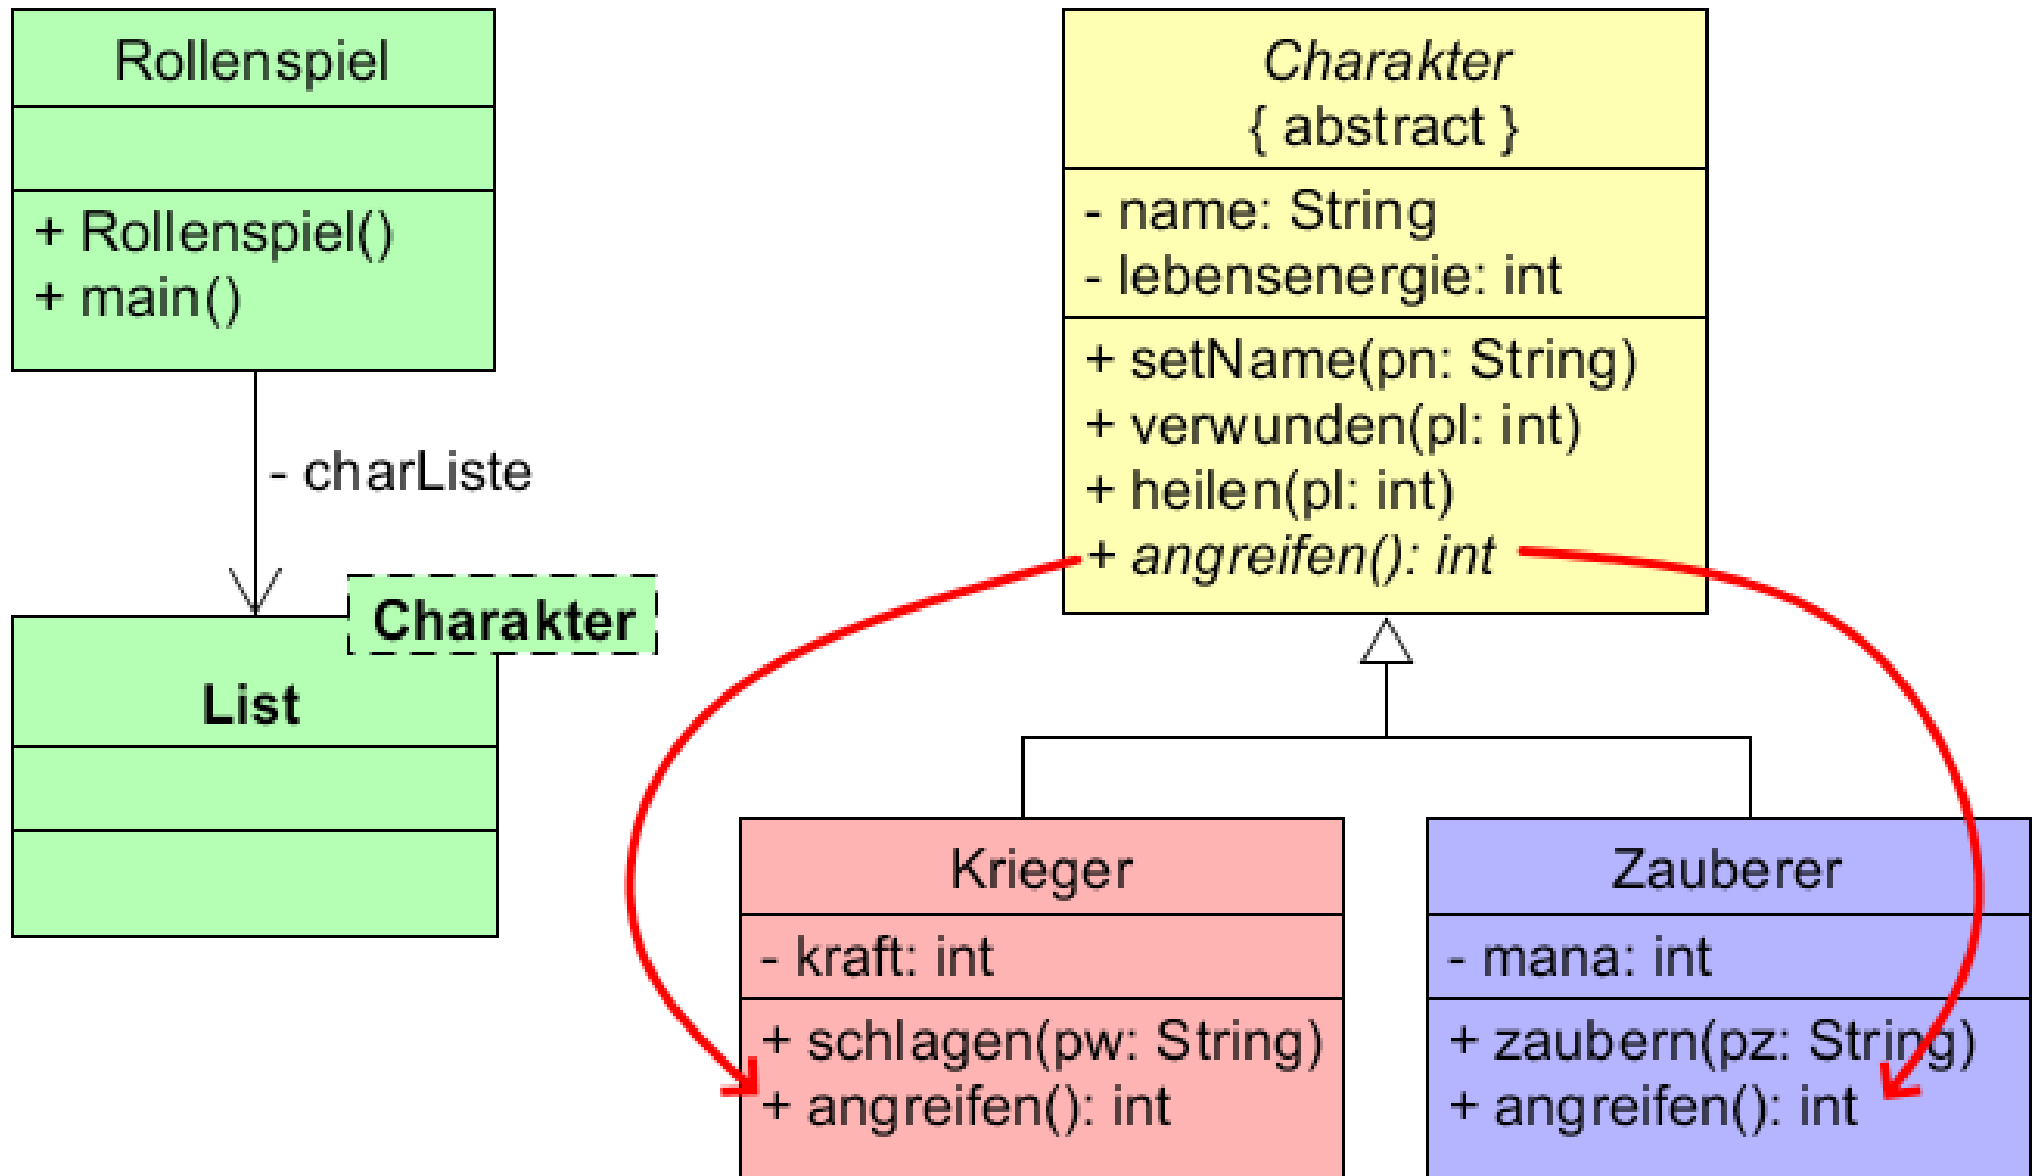 Rollenspiel
+ Rollenspiel()
+ main()
- charListe
Charakter
List
Charakter
{ abstract }
- name: String
- lebensenergie: int
+ setName(pn: String)
+ verwunden(pl: int)
+ heilen(pl: int)
+ angreifen(): int
Krieger
- kraft: int
+ schlagen(pw: String)
+ angreifen(): int
Zauberer
- mana: int
+ zaubern(pz: String)
+ angreifen(): int